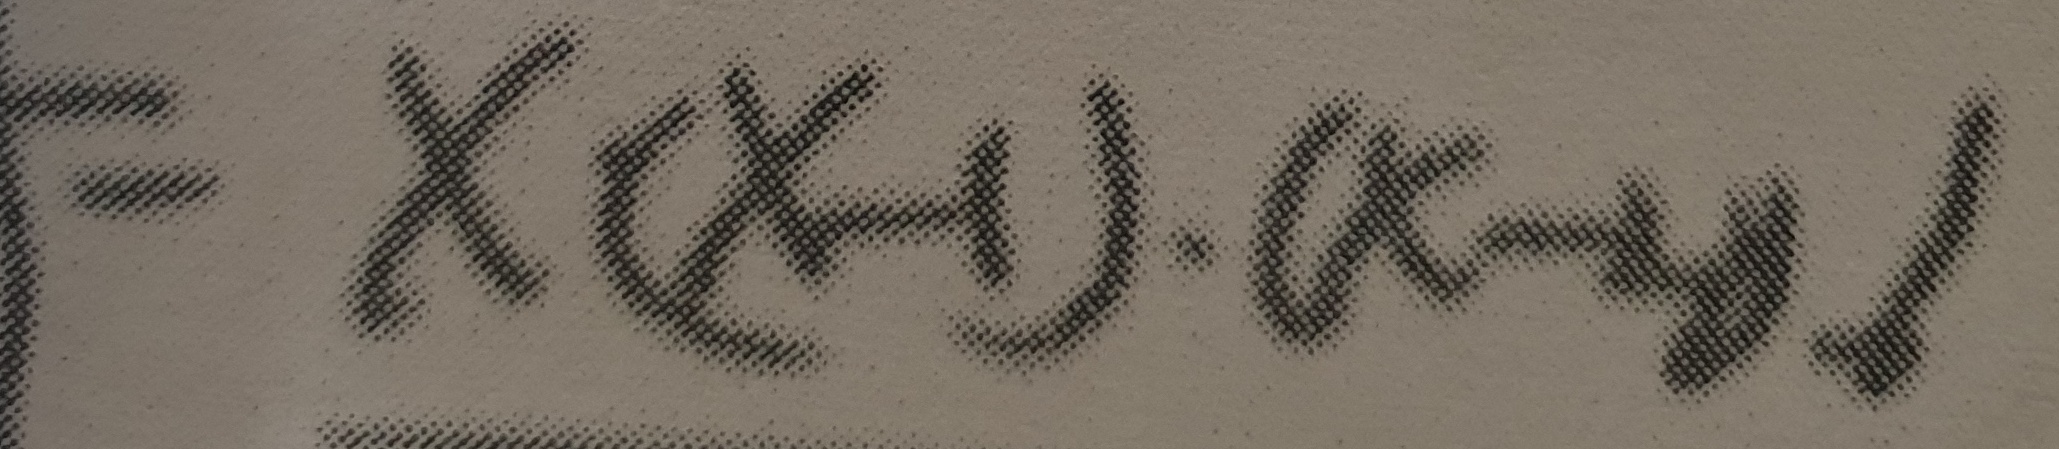 = x(x-1)·(x-y)